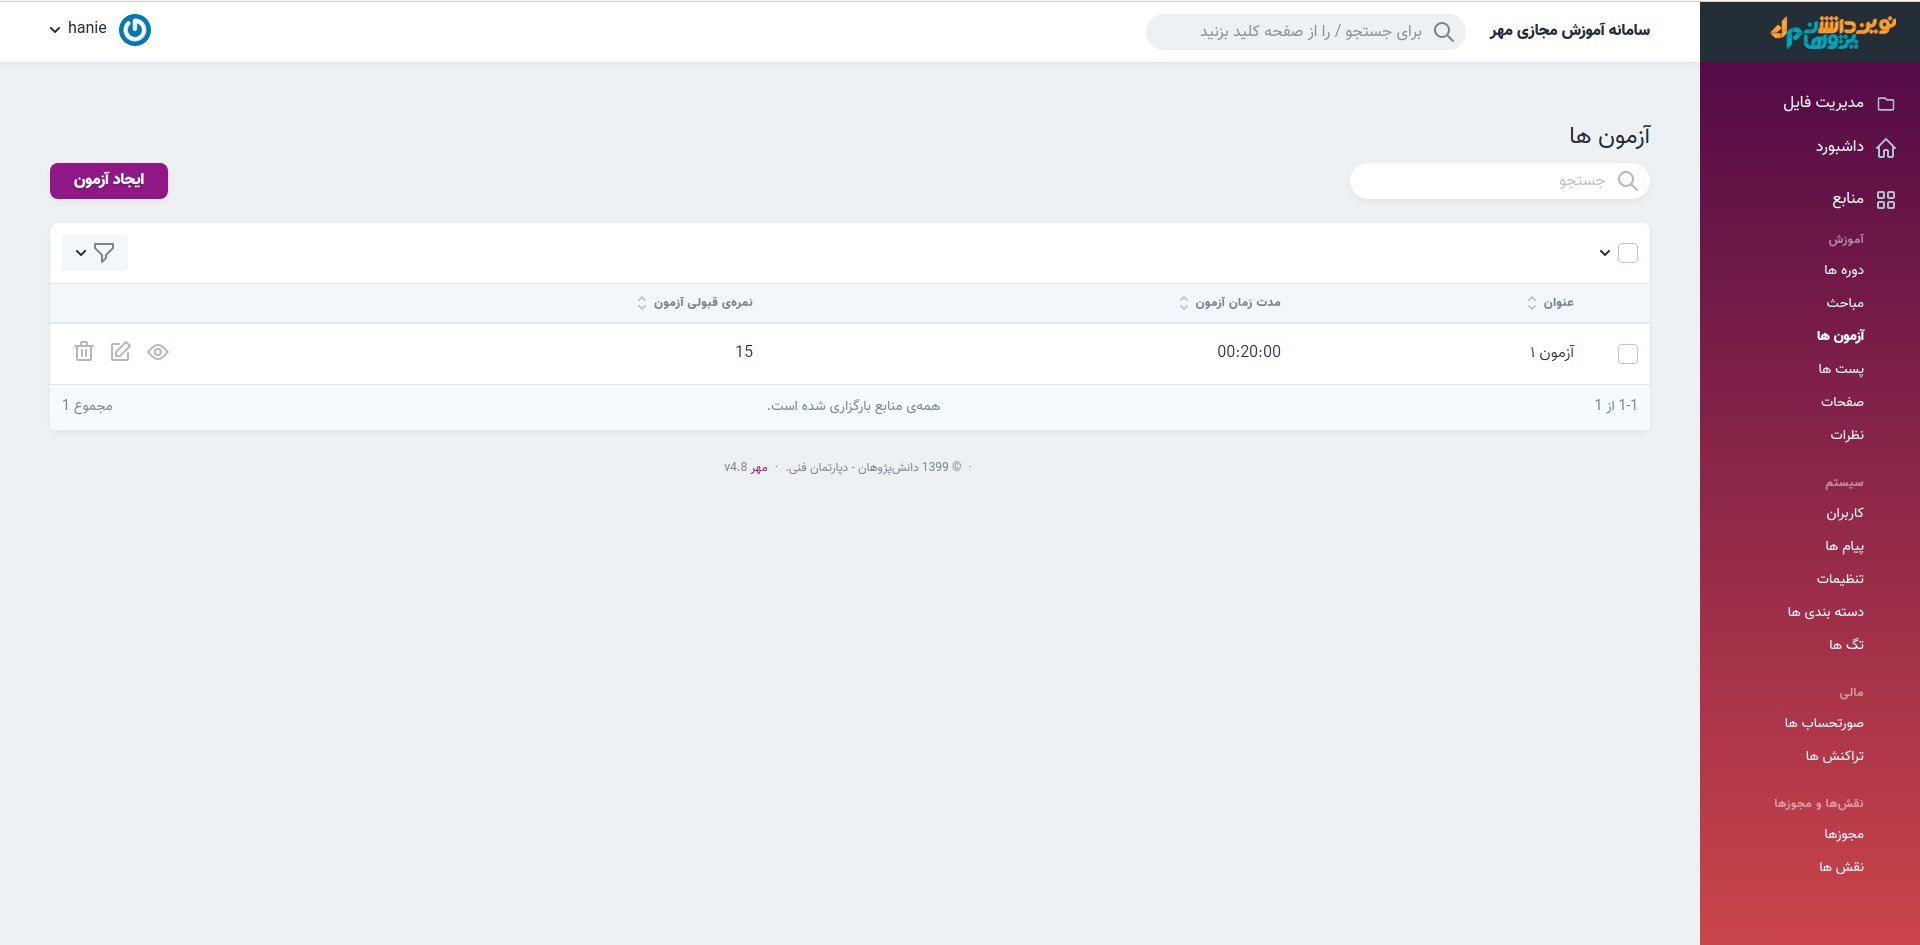 نوین دانش پژوهان
مدیریت فایل
داشبورد
منابع
آموزش
دوره ها
مباحث
آزمون ها
پست ها
صفحات
نظرات
سیستم
کاربران
پیام ها
تنظیمات
دسته بندی ها
تگ ها
مالی
صورتحساب ها
تراکنش ها
نقش‌ها و مجوزها
مجوزها
نقش ها
سامانه آموزش مجازی مهر
برای جستجو / را از صفحه کلید بزنید
hanie
آزمون ها
جستجو
ایجاد آزمون
عنوان مدت زمان آزمون نمره‌ی قبولی آزمون
آزمون ۱ 00:20:00 15
1-1 از 1 همه‌ی منابع بارگزاری شده است. مجموع 1
· © 1399 دانش‌پژوهان - دپارتمان فنی. · مهر v4.8